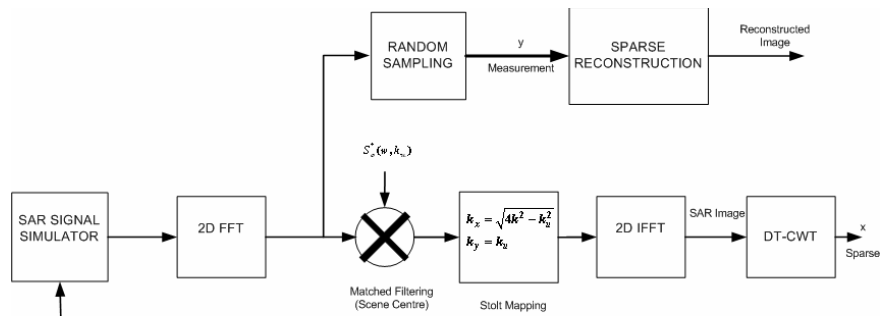 RANDOM
SAMPLING
y
Measurement
SPARSE
RECONSTRUCTION
Reconstructed
Image
S*o(w, ku)
SAR SIGNAL
SIMULATOR
2D FFT
Matched Filtering
(Scene Centre)
kx = √4k² − ku²
ky = ku
Stolt Mapping
2D IFFT
SAR Image
DT-CWT
x
Sparse